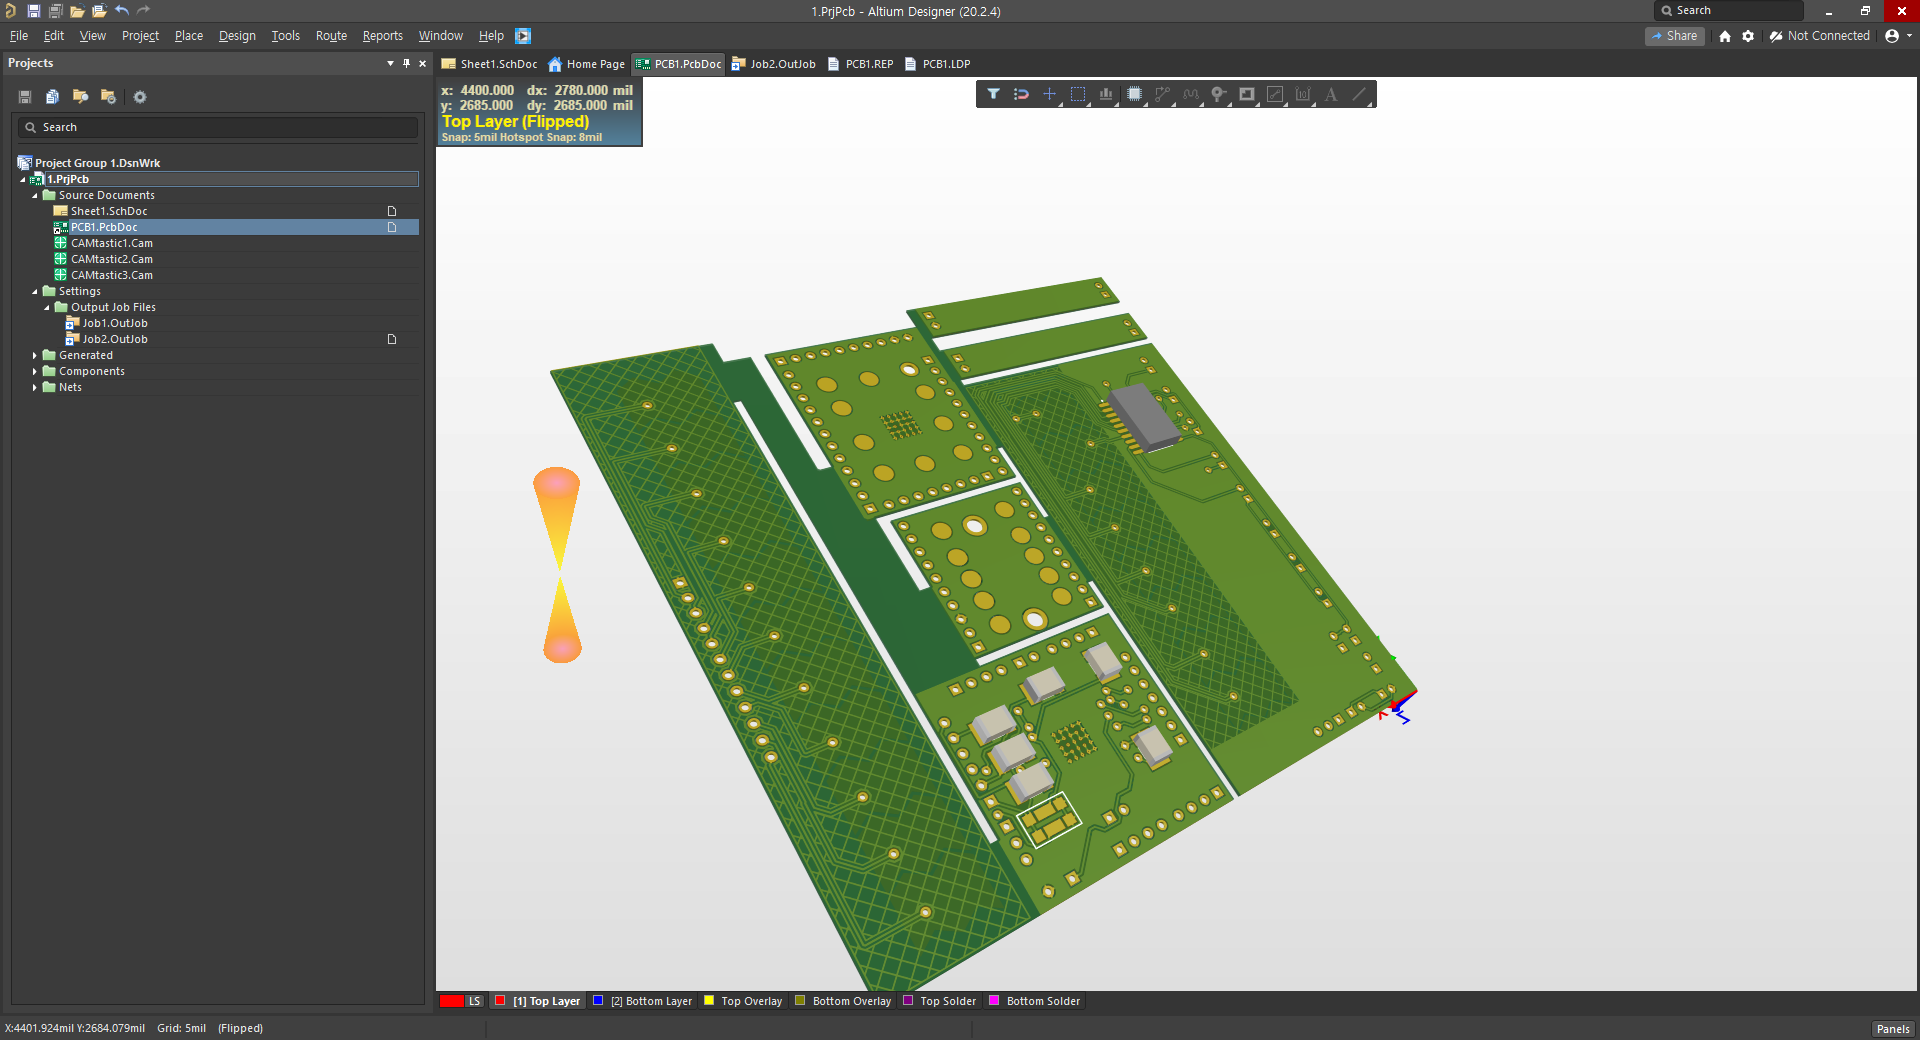 1.PrjPcb - Altium Designer (20.2.4)
Search
File Edit View Project Place Design Tools Route Reports Window Help
Share
Not Connected
Projects
Sheet1.SchDoc Home Page PCB1.PcbDoc Job2.OutJob PCB1.REP PCB1.LDP
x: 4400.000 dx: 2780.000 mil
y: 2685.000 dy: 2685.000 mil
Top Layer (Flipped)
Snap: 5mil Hotspot Snap: 8mil
Search
Project Group 1.DsnWrk
1.PrjPcb
Source Documents
Sheet1.SchDoc
PCB1.PcbDoc
CAMtastic1.Cam
CAMtastic2.Cam
CAMtastic3.Cam
Settings
Output Job Files
Job1.OutJob
Job2.OutJob
Generated
Components
Nets
LS [1] Top Layer [2] Bottom Layer Top Overlay Bottom Overlay Top Solder Bottom Solder
X:4401.924mil Y:2684.079mil Grid: 5mil (Flipped)
Panels